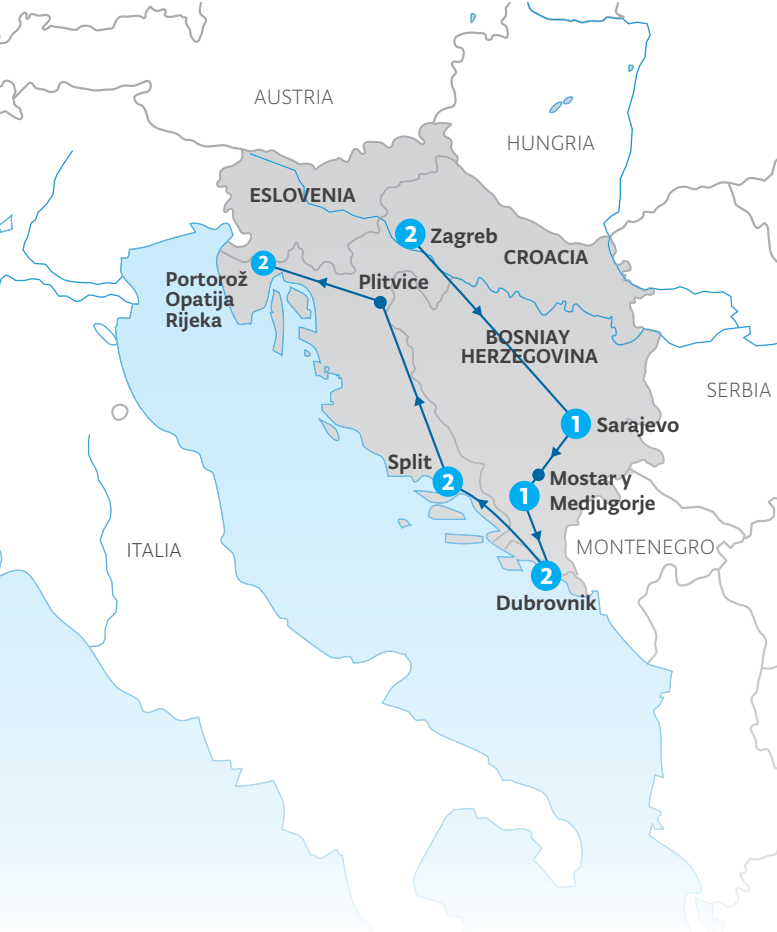 AUSTRIA
HUNGRIA
ESLOVENIA
2
Zagreb
CROACIA
2
Portorož
Opatija
Rijeka
Plitvice
BOSNIAY
HERZEGOVINA
SERBIA
1
Sarajevo
Split
2
Mostar y
Medjugorje
1
ITALIA
MONTENEGRO
2
Dubrovnik